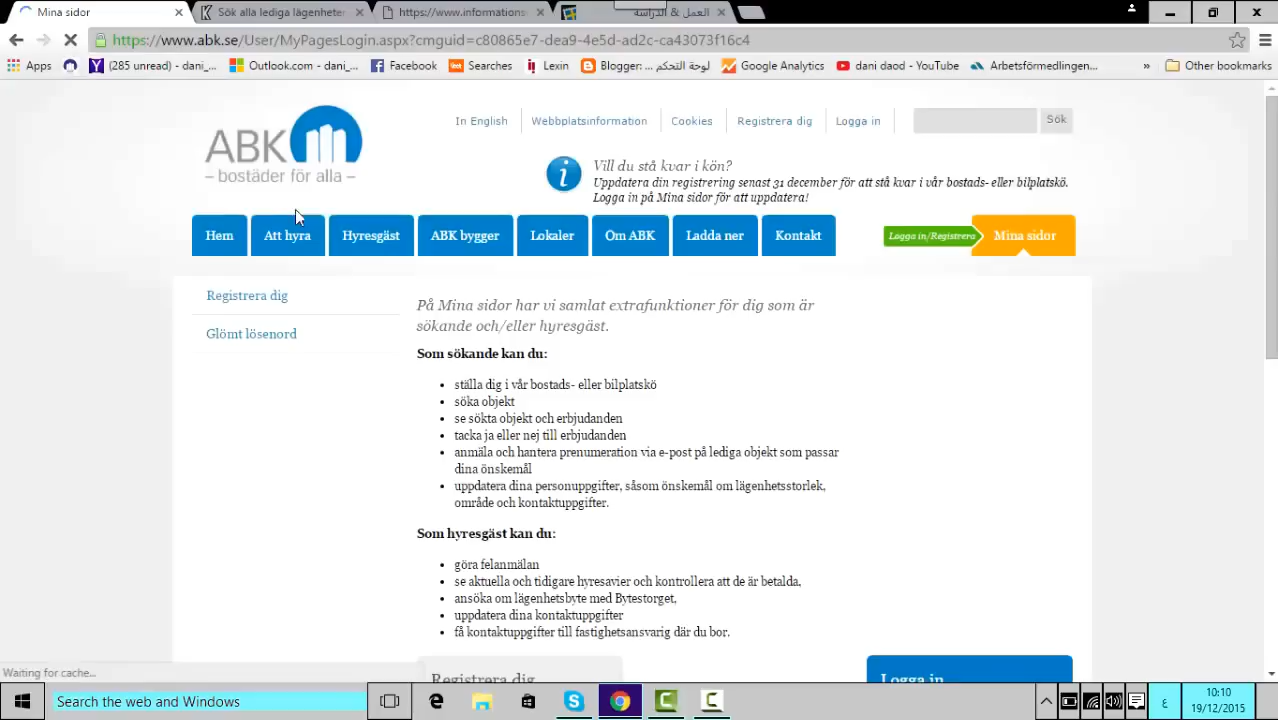 Mina sidor
Sök alla lediga lägenheter
https://www.informations
العمل & الدراسة
https://www.abk.se/User/MyPagesLogin.aspx?cmguid=c80865e7-dea9-4e5d-ad2c-ca43073f16c4
Apps
(285 unread) - dani_...
Outlook.com - dani_...
Facebook
Searches
Lexin
Blogger: ... لوحة التحكم
Google Analytics
dani daod - YouTube
Arbetsförmedlingen...
»
Other bookmarks
ABK
– bostäder för alla –
In English
Webbplatsinformation
Cookies
Registrera dig
Logga in
Sök
Vill du stå kvar i kön?
Uppdatera din registrering senast 31 december för att stå kvar i vår bostads- eller bilplatskö.
Logga in på Mina sidor för att uppdatera!
Hem
Att hyra
Hyresgäst
ABK bygger
Lokaler
Om ABK
Ladda ner
Kontakt
Logga in/Registrera
Mina sidor
Registrera dig
Glömt lösenord
På Mina sidor har vi samlat extrafunktioner för dig som är
sökande och/eller hyresgäst.
Som sökande kan du:
ställa dig i vår bostads- eller bilplatskö
söka objekt
se sökta objekt och erbjudanden
tacka ja eller nej till erbjudanden
anmäla och hantera prenumeration via e-post på lediga objekt som passar
dina önskemål
uppdatera dina personuppgifter, såsom önskemål om lägenhetsstorlek,
område och kontaktuppgifter.
Som hyresgäst kan du:
göra felanmälan
se aktuella och tidigare hyresavier och kontrollera att de är betalda,
ansöka om lägenhetsbyte med Bytestorget,
uppdatera dina kontaktuppgifter
få kontaktuppgifter till fastighetsansvarig där du bor.
Registrera dig
Logga in
Waiting for cache...
Search the web and Windows
ع
10:10
19/12/2015